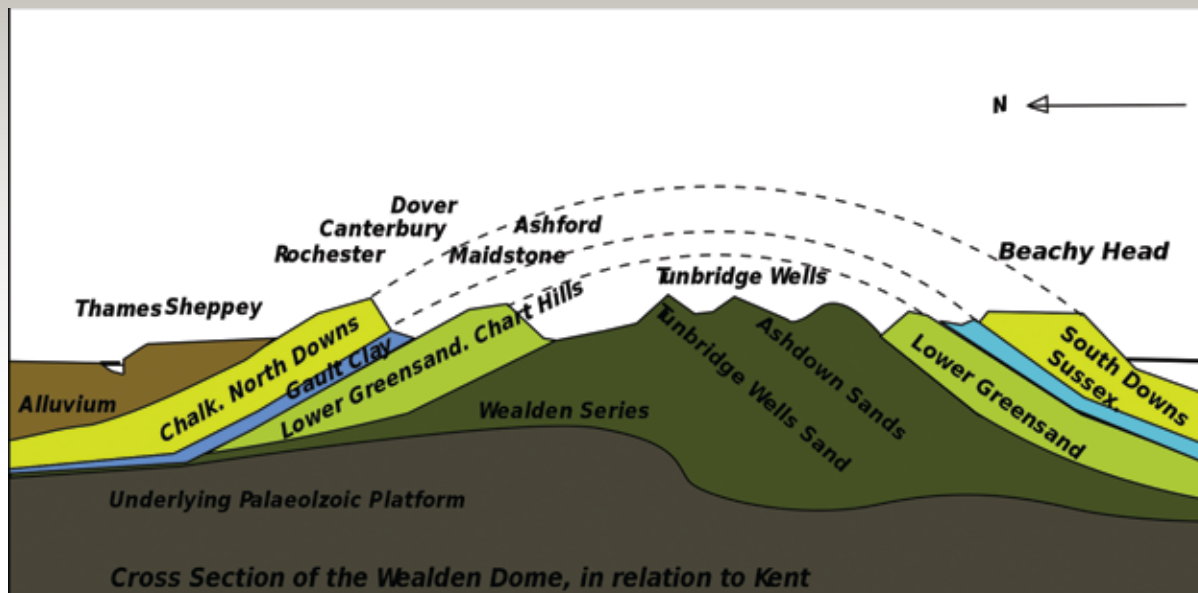 N
Dover
Canterbury
Rochester
Ashford
Maidstone
Beachy Head
Tunbridge Wells
Thames
Sheppey
Chalk. North Downs
Gault Clay
Lower Greensand. Chart Hills
Tunbridge Wells Sand
Ashdown Sands
Lower Greensand
South Downs
Sussex.
Alluvium
Wealden Series
Underlying Palaeolzoic Platform
Cross Section of the Wealden Dome, in relation to Kent